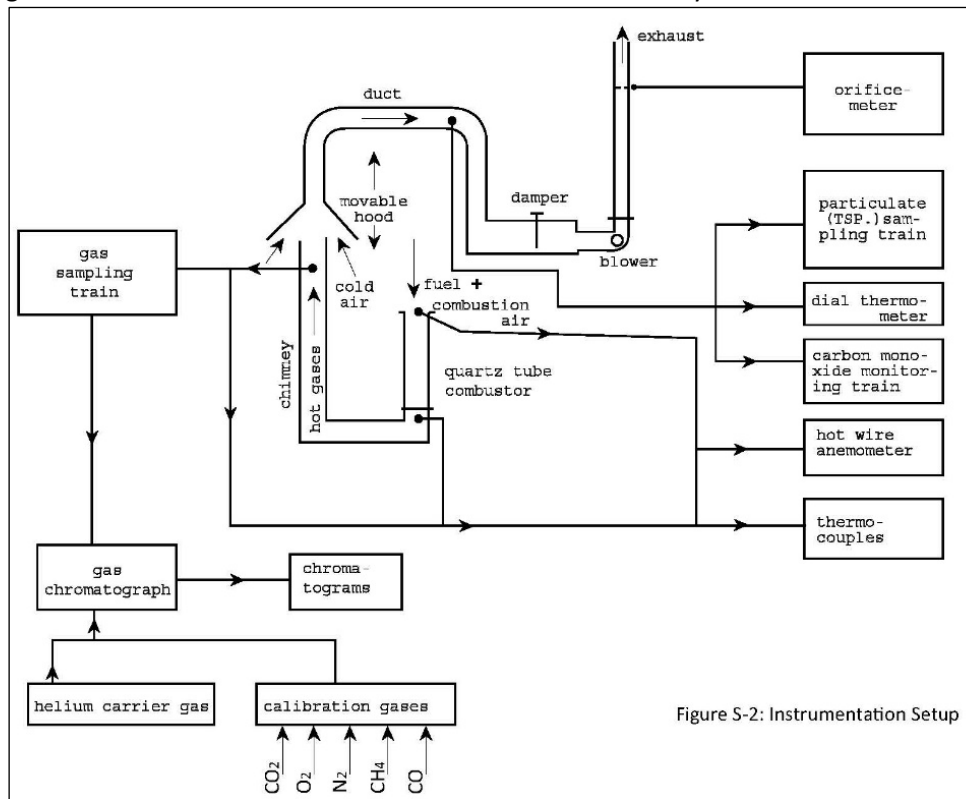 exhaust
orifice-
meter
duct
movable
hood
damper
particulate
(TSP.)sam-
pling train
blower
gas
sampling
train
cold
air
fuel +
combustion
air
dial thermo-
meter
carbon mono-
xide monitor-
ing train
chimney
hot gases
quartz tube
combustor
hot wire
anemometer
thermo-
couples
gas
chromatograph
chroma-
tograms
helium carrier gas
calibration gases
CO2
O2
N2
CH4
CO
Figure S-2: Instrumentation Setup